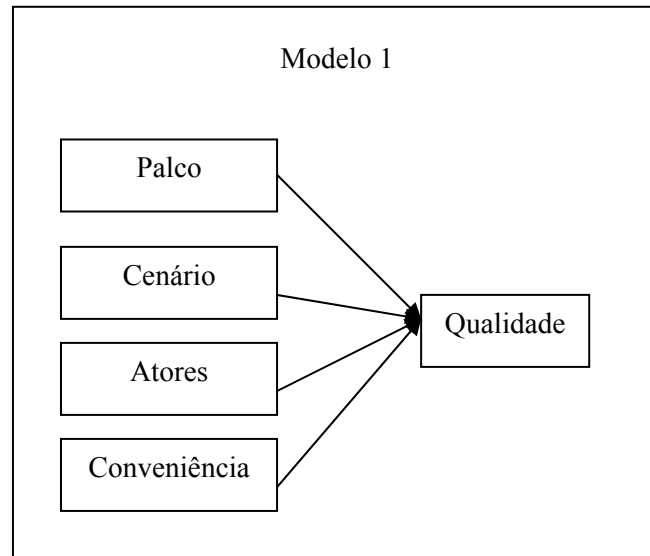 Modelo 1
Palco
Cenário
Qualidade
Atores
Conveniência